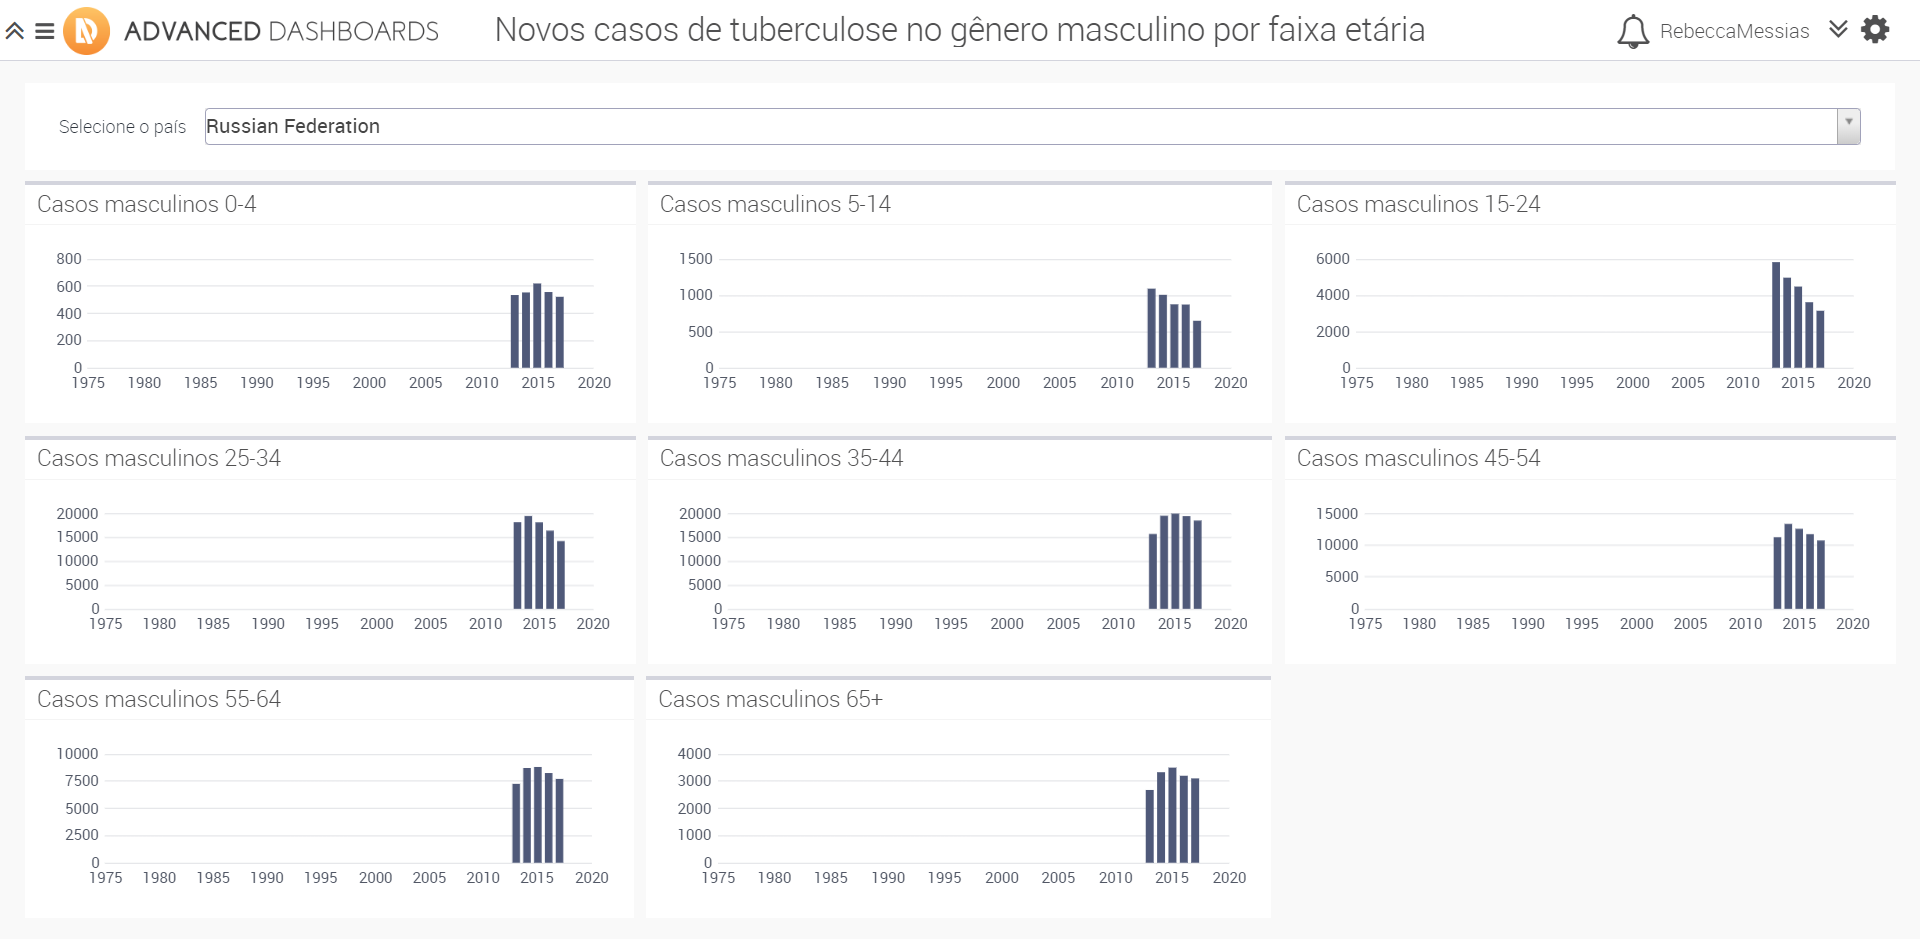 ADVANCED DASHBOARDS
Novos casos de tuberculose no gênero masculino por faixa etária
RebeccaMessias
Selecione o país
Russian Federation
Casos masculinos 0-4
800
600
400
200
0
1975 1980 1985 1990 1995 2000 2005 2010 2015 2020
Casos masculinos 5-14
1500
1000
500
0
1975 1980 1985 1990 1995 2000 2005 2010 2015 2020
Casos masculinos 15-24
6000
4000
2000
0
1975 1980 1985 1990 1995 2000 2005 2010 2015 2020
Casos masculinos 25-34
20000
15000
10000
5000
0
1975 1980 1985 1990 1995 2000 2005 2010 2015 2020
Casos masculinos 35-44
20000
15000
10000
5000
0
1975 1980 1985 1990 1995 2000 2005 2010 2015 2020
Casos masculinos 45-54
15000
10000
5000
0
1975 1980 1985 1990 1995 2000 2005 2010 2015 2020
Casos masculinos 55-64
10000
7500
5000
2500
0
1975 1980 1985 1990 1995 2000 2005 2010 2015 2020
Casos masculinos 65+
4000
3000
2000
1000
0
1975 1980 1985 1990 1995 2000 2005 2010 2015 2020